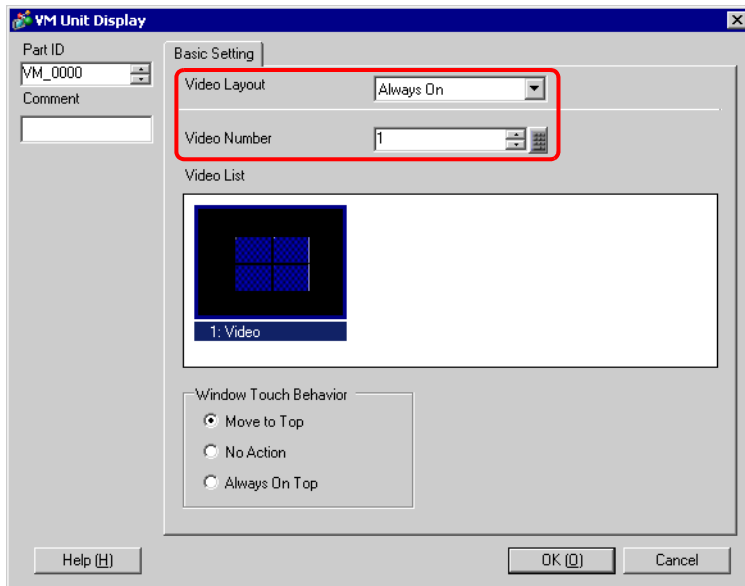 VM Unit Display
Part ID
VM_0000
Comment
Basic Setting
Video Layout
Always On
Video Number
1
Video List
1: Video
Window Touch Behavior
Move to Top
No Action
Always On Top
Help (H)
OK (O)
Cancel